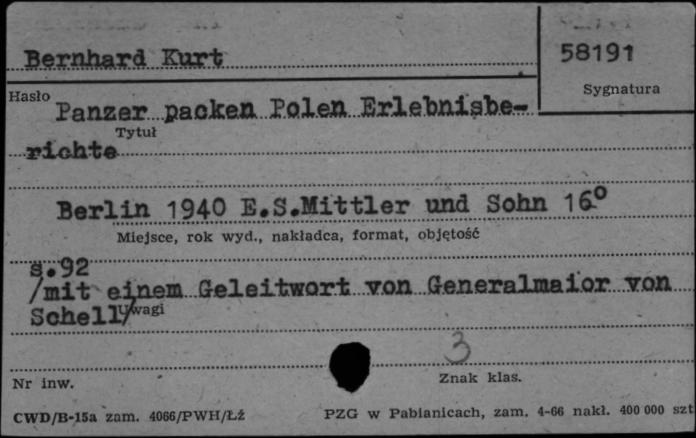 Bernhard Kurt
58191
Sygnatura
Hasło
Panzer packen Polen Erlebnisbe-
Tytuł
richte
Berlin 1940 E.S.Mittler und Sohn 16°
Miejsce, rok wyd., nakładca, format, objętość
s.92
/mit einem Geleitwort von Generalmaior von
Schell/
Uwagi
3
Nr inw.
Znak klas.
CWD/B-15a zam. 4066/PWH/Łź
PZG w Pabianicach, zam. 4-66 nakł. 400 000 szt